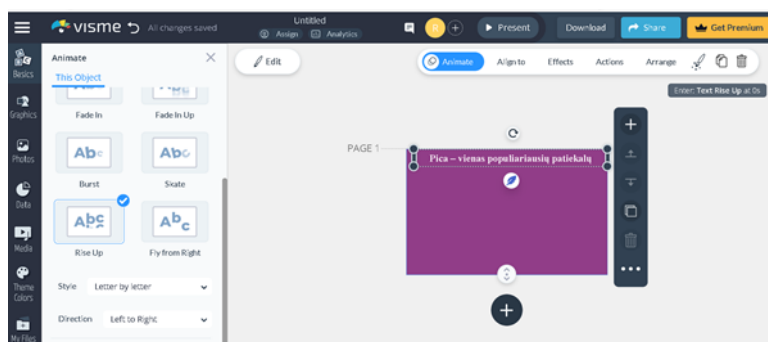 visme All changes saved
Untitled
Assign Analytics
R
Present
Download
Share
Get Premium
Basics
Graphics
Photos
Data
Media
Theme Colors
My Files
Animate
This Object
Fade In Fade In Up
Abc Abc
Burst Skate
Abc Abc
Rise Up Fly from Right
Style Letter by letter
Direction Left to Right
Edit
Animate Align to Effects Actions Arrange
Enter: Text Rise Up at 0s
PAGE 1
Pica – vienas populiariausių patiekalų